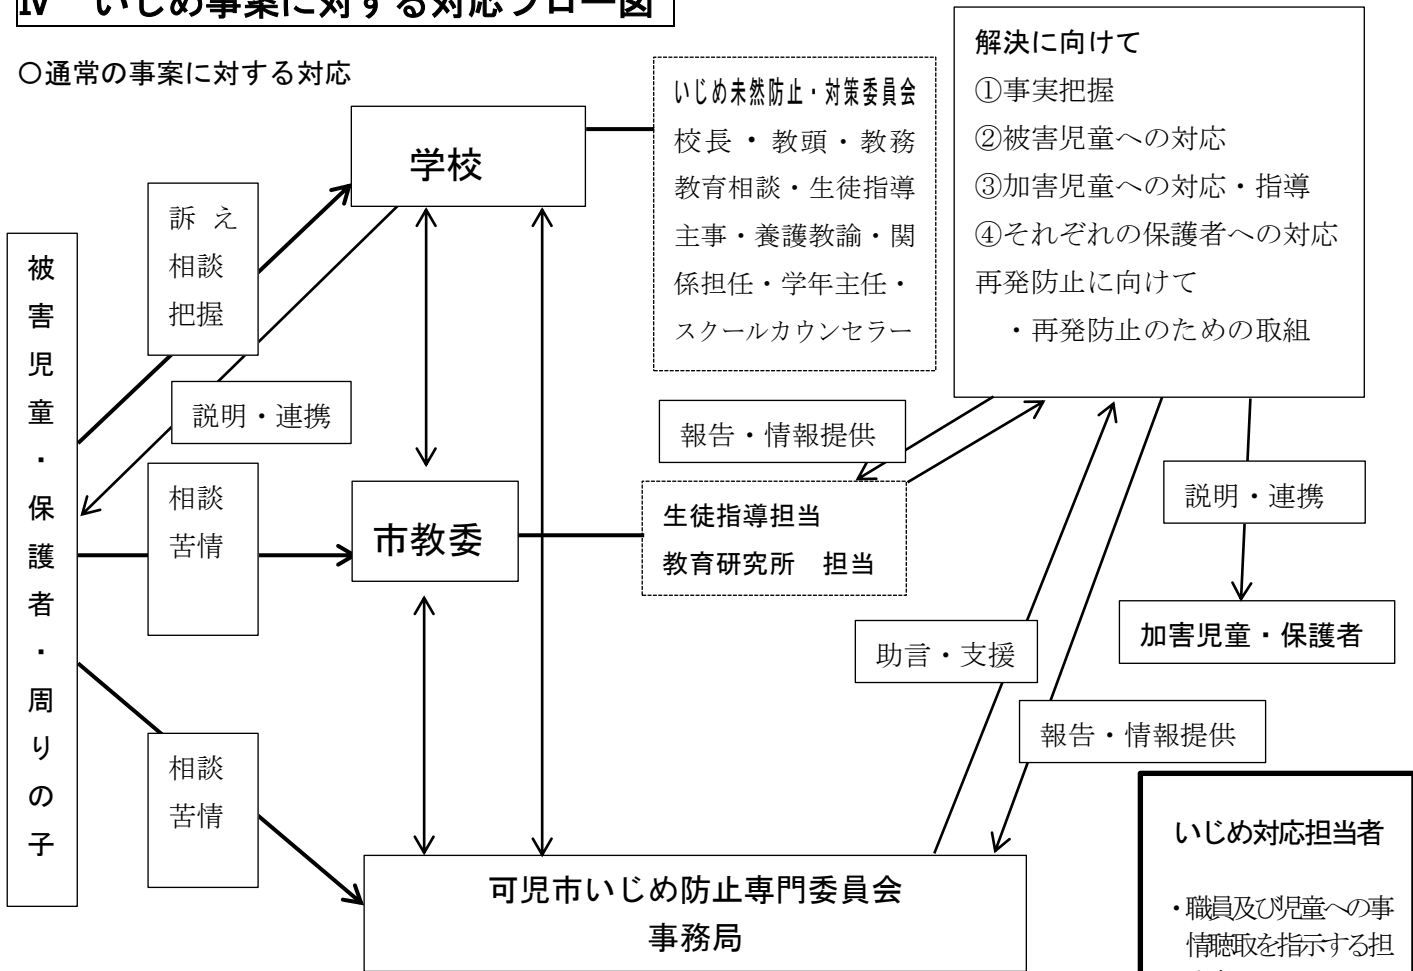 Ⅳ いじめ事案に対する対応フロー図
〇通常の事案に対する対応
学校
訴 え
相談
把握
説明・連携
被害児童・保護者・周りの子
相談
苦情
市教委
相談
苦情
いじめ未然防止・対策委員会
校長・教頭・教務
教育相談・生徒指導
主事・養護教諭・関
係担任・学年主任・
スクールカウンセラー
解決に向けて
①事実把握
②被害児童への対応
③加害児童への対応・指導
④それぞれの保護者への対応
再発防止に向けて
・再発防止のための取組
報告・情報提供
生徒指導担当
教育研究所 担当
説明・連携
加害児童・保護者
助言・支援
報告・情報提供
可児市いじめ防止専門委員会
事務局
いじめ対応担当者
・職員及び児童への事
情聴取を指示する担